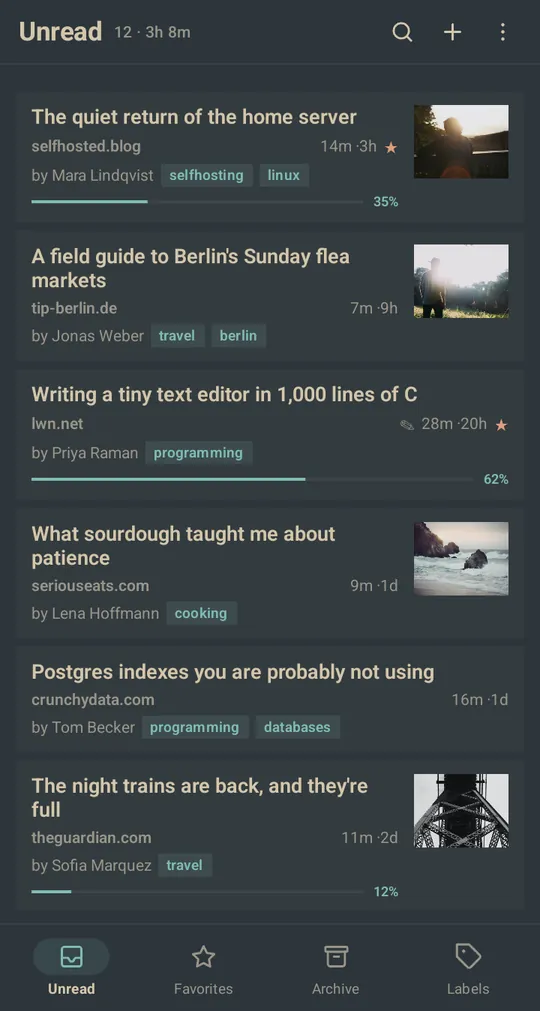 Unread 12 · 3h 8m
The quiet return of the home server
selfhosted.blog 14m ·3h
by Mara Lindqvist selfhosting linux
35%
A field guide to Berlin's Sunday flea
markets
tip-berlin.de 7m ·9h
by Jonas Weber travel berlin
Writing a tiny text editor in 1,000 lines of C
lwn.net 28m ·20h
by Priya Raman programming
62%
What sourdough taught me about
patience
seriouseats.com 9m ·1d
by Lena Hoffmann cooking
Postgres indexes you are probably not using
crunchydata.com 16m ·1d
by Tom Becker programming databases
The night trains are back, and they're
full
theguardian.com 11m ·2d
by Sofia Marquez travel
12%
Unread Favorites Archive Labels